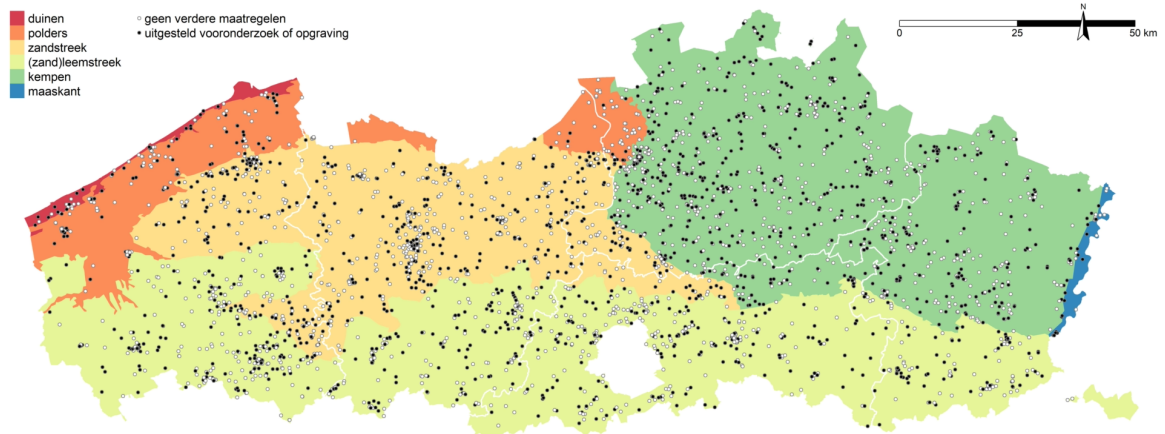 duinen
polders
zandstreek
(zand)leemstreek
kempen
maaskant
geen verdere maatregelen
uitgesteld vooronderzoek of opgraving
N
0 25 50 km